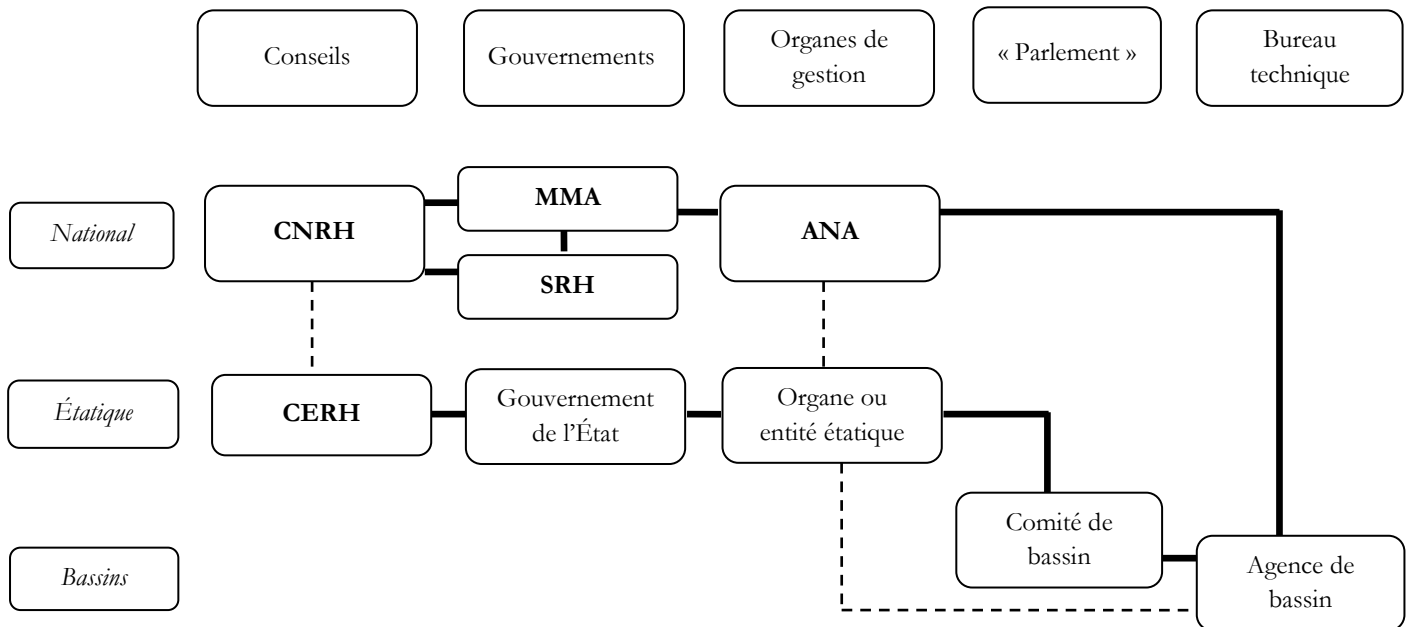 Conseils
Gouvernements
Organes de
gestion
« Parlement »
Bureau
technique
National
CNRH
MMA
SRH
ANA
Étatique
CERH
Gouvernement
de l’État
Organe ou
entité étatique
Bassins
Comité de
bassin
Agence de
bassin